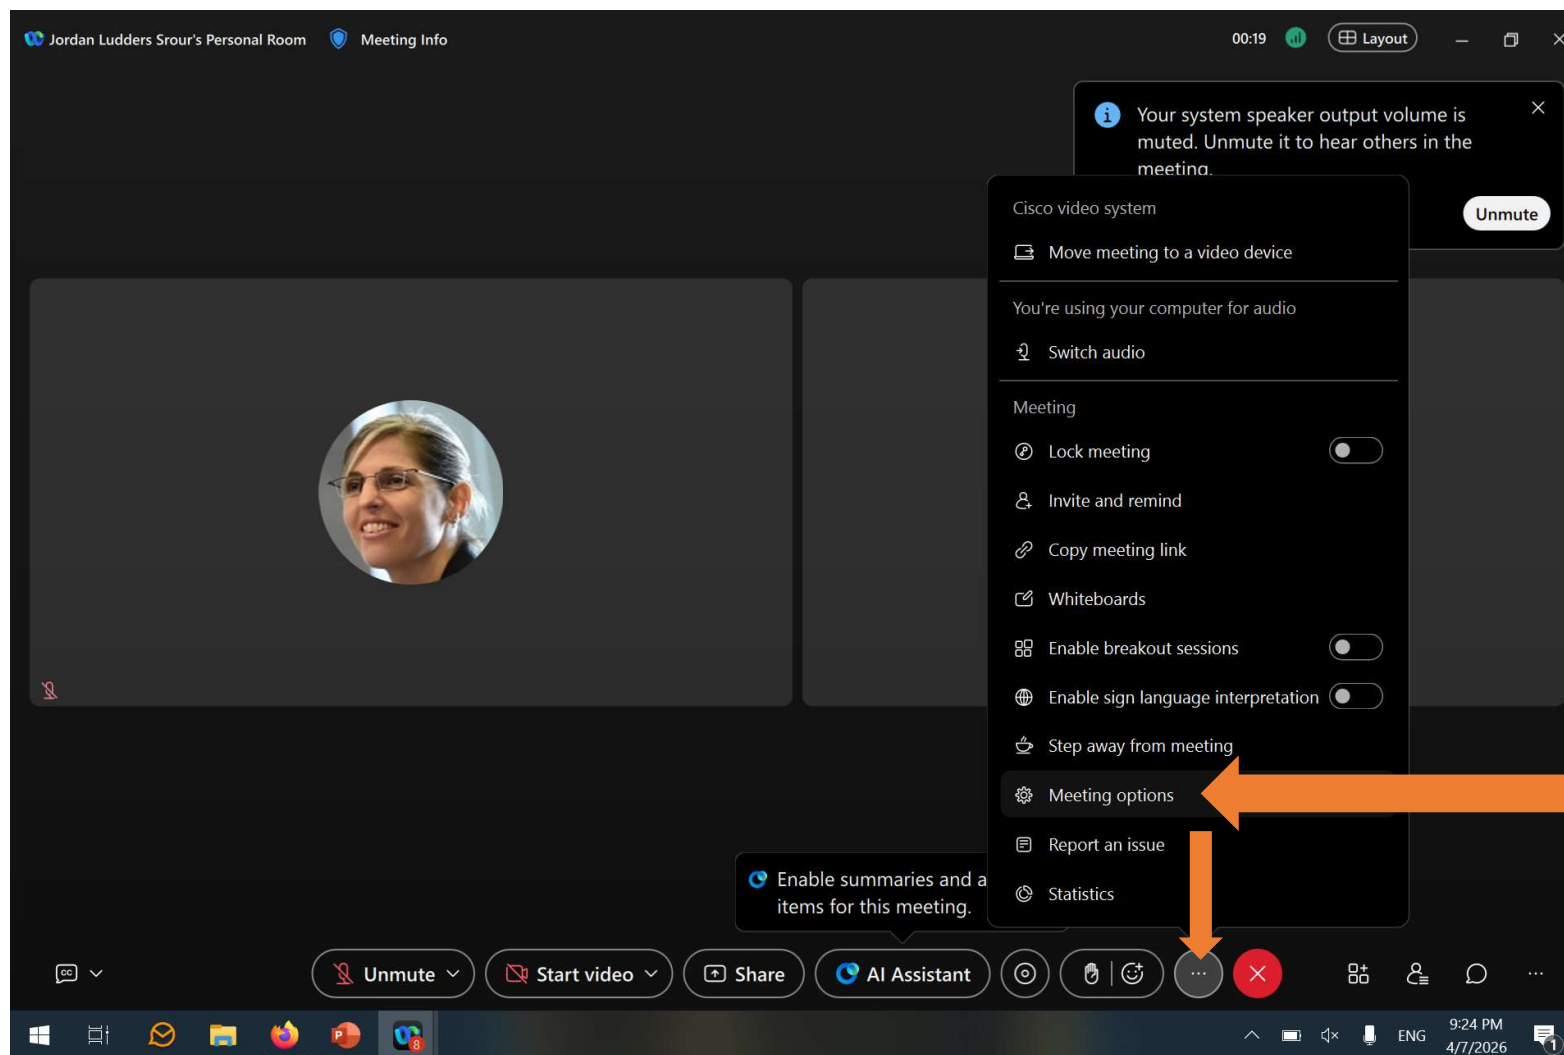 Jordan Ludders Srour's Personal Room
Meeting Info
00:19
Layout
Your system speaker output volume is
muted. Unmute it to hear others in the
meeting.
Unmute
Cisco video system
Move meeting to a video device
You're using your computer for audio
Switch audio
Meeting
Lock meeting
Invite and remind
Copy meeting link
Whiteboards
Enable breakout sessions
Enable sign language interpretation
Step away from meeting
Meeting options
Report an issue
Statistics
Enable summaries and a
items for this meeting.
CC
Unmute
Start video
Share
AI Assistant
P
8
ENG
9:24 PM
4/7/2026
1